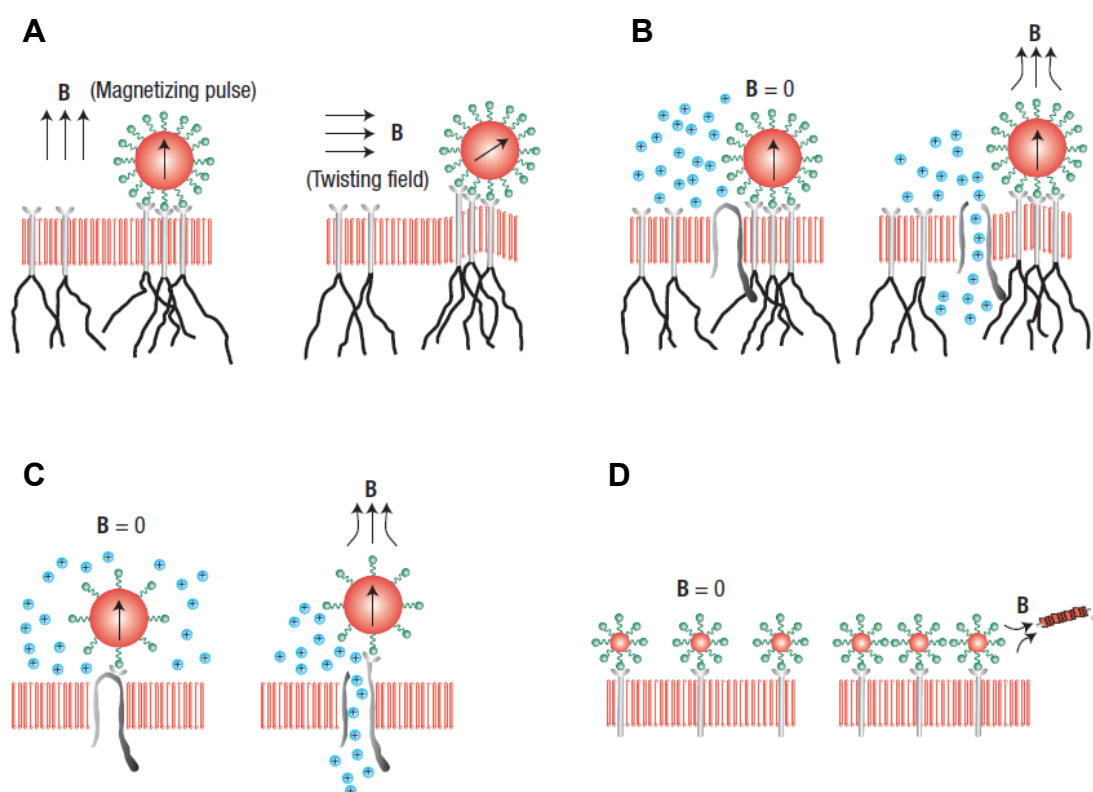 A
B (Magnetizing pulse)
B
(Twisting field)
B
B = 0
B
C
B = 0
B
D
B = 0
B